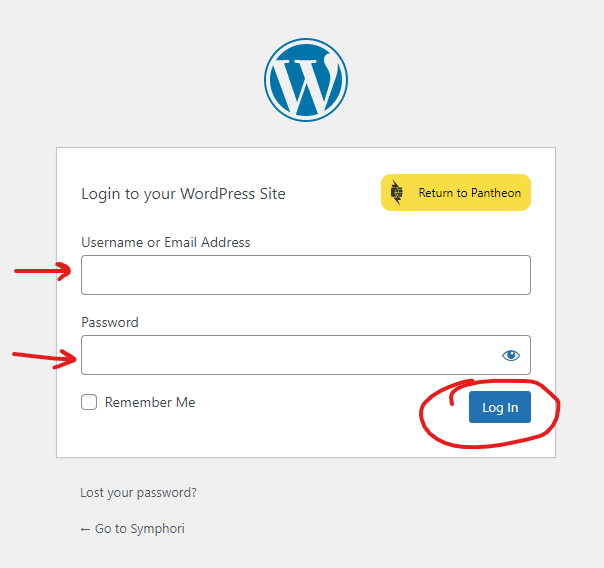 Login to your WordPress Site
Return to Pantheon
Username or Email Address
Password
Remember Me
Log In
Lost your password?
← Go to Symphori